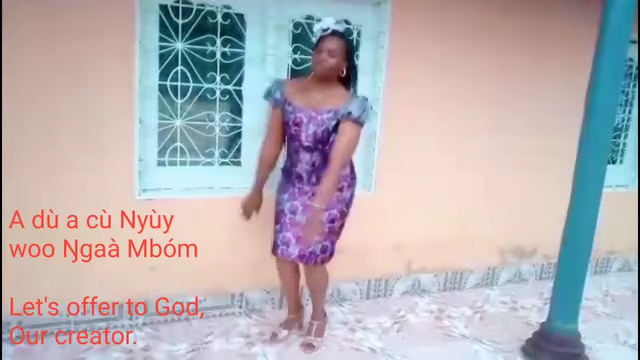 A dù a cù Nyùy
woo Ŋgaà Mbóm
Let's offer to God,
Our creator.